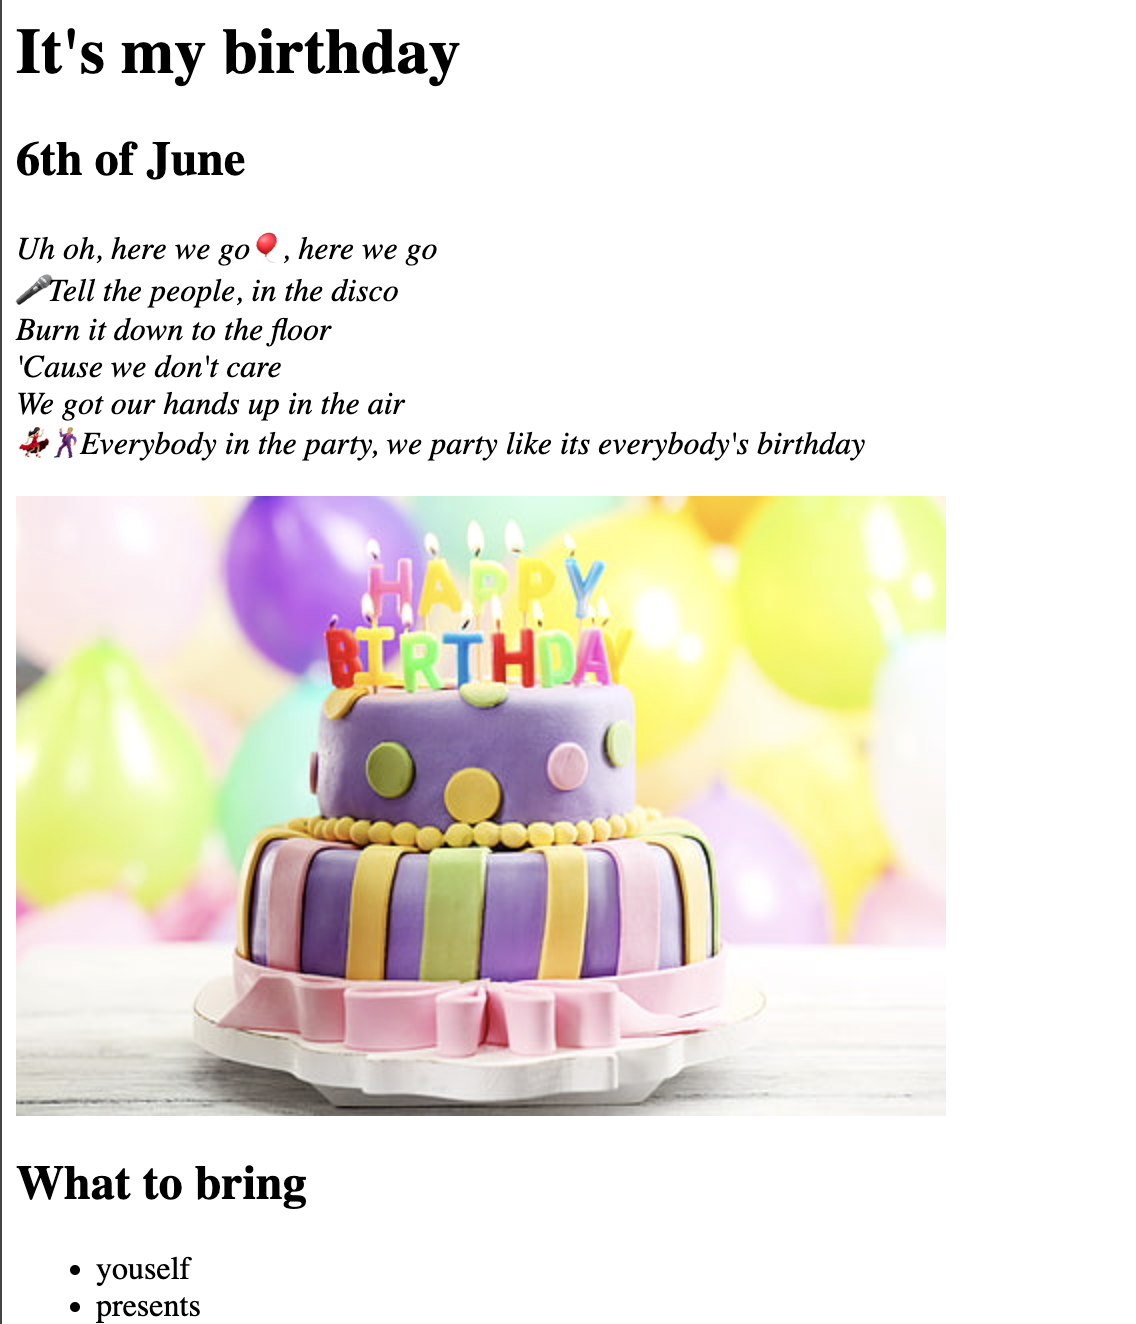 It's my birthday
6th of June
Uh oh, here we go🎈, here we go
🎤Tell the people, in the disco
Burn it down to the floor
'Cause we don't care
We got our hands up in the air
💃🏻🕺🏼Everybody in the party, we party like its everybody's birthday
HAPPY
BIRTHDAY
What to bring
• youself
• presents